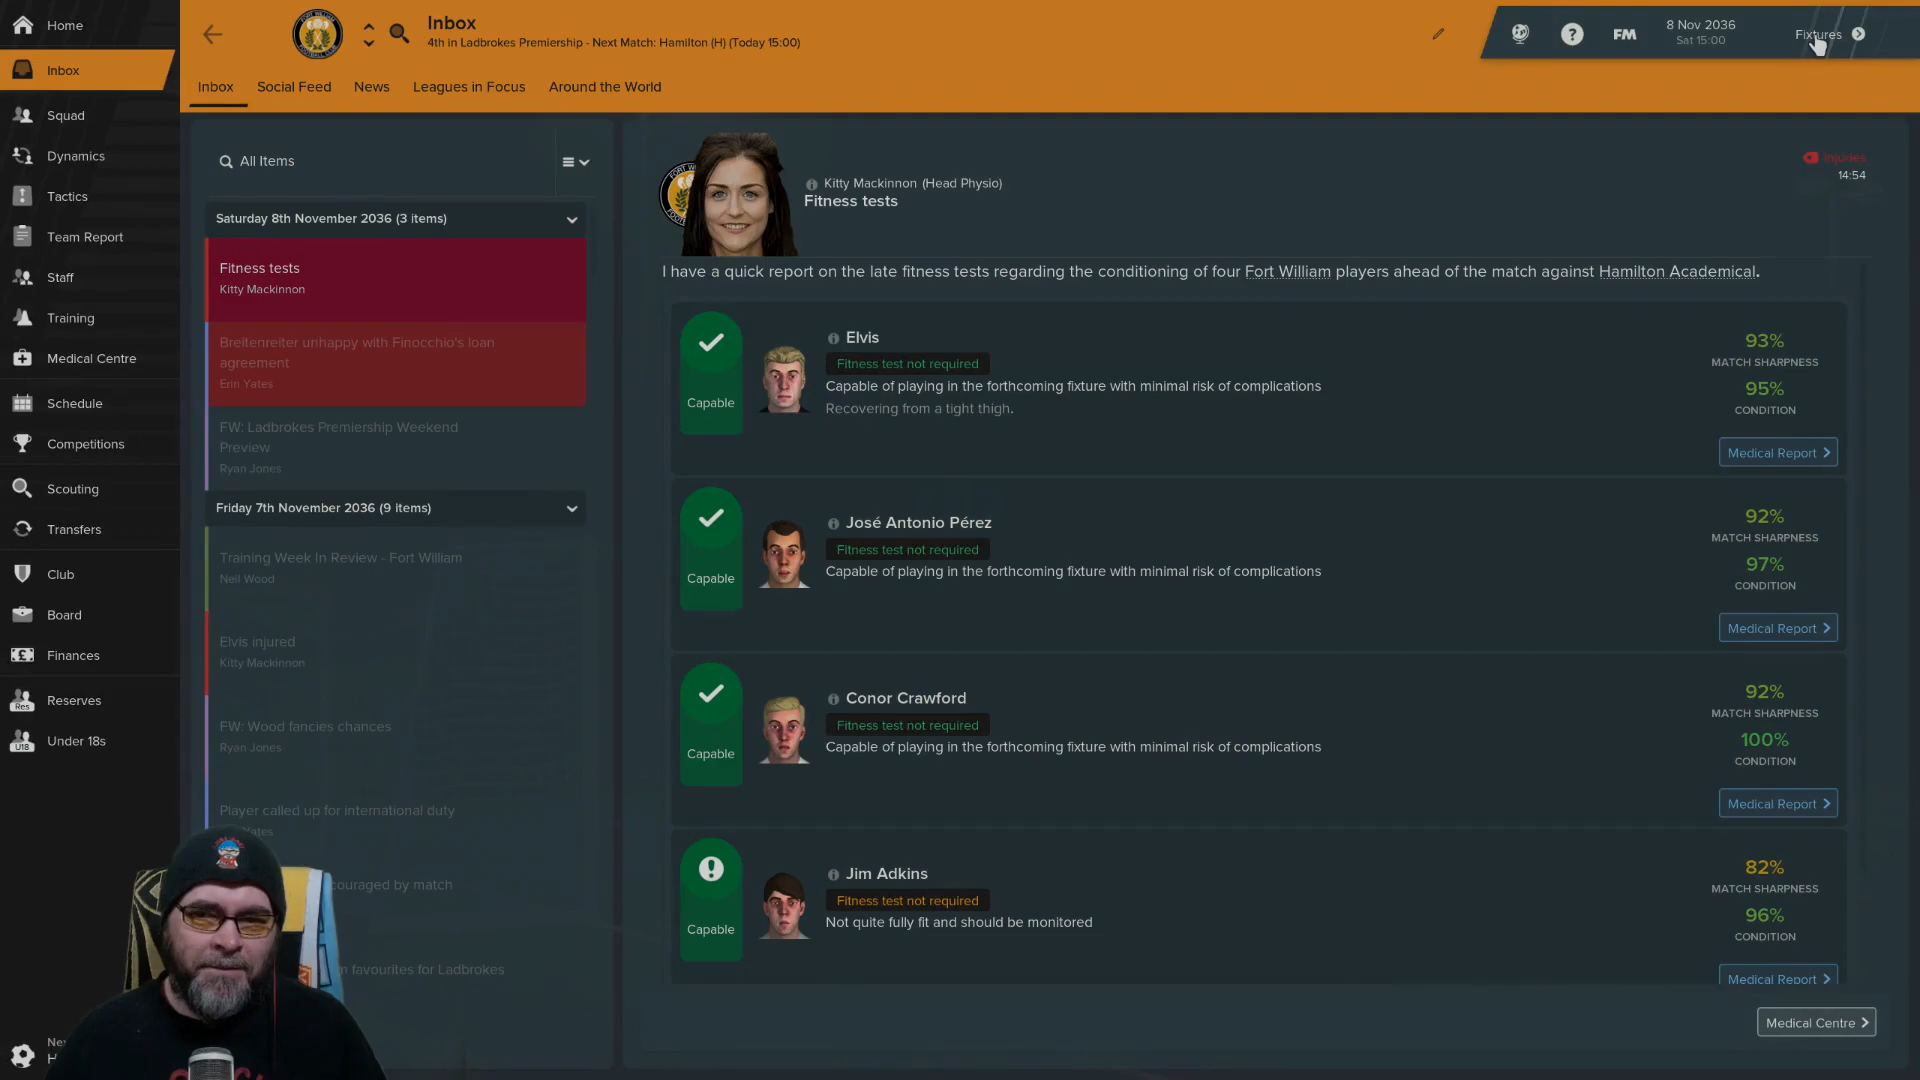 Home
Inbox
Squad
Dynamics
Tactics
Team Report
Staff
Training
Medical Centre
Schedule
Competitions
Scouting
Transfers
Club
Board
Finances
Res
Reserves
U18
Under 18s
Inbox
4th in Ladbrokes Premiership - Next Match: Hamilton (H) (Today 15:00)
FM
8 Nov 2036
Sat 15:00
Fixtures
Inbox
Social Feed
News
Leagues in Focus
Around the World
All Items
Saturday 8th November 2036 (3 items)
Fitness tests
Kitty Mackinnon
Breitenreiter unhappy with Finocchio's loan
agreement
Erin Yates
FW: Ladbrokes Premiership Weekend
Preview
Ryan Jones
Friday 7th November 2036 (9 items)
Training Week In Review - Fort William
Neil Wood
Elvis injured
Kitty Mackinnon
FW: Wood fancies chances
Ryan Jones
Player called up for international duty
Yates
couraged by match
favourites for Ladbrokes
Kitty Mackinnon (Head Physio)
Fitness tests
Injuries
14:54
I have a quick report on the late fitness tests regarding the conditioning of four Fort William players ahead of the match against Hamilton Academical.
Capable
Elvis
Fitness test not required
Capable of playing in the forthcoming fixture with minimal risk of complications
Recovering from a tight thigh.
93%
MATCH SHARPNESS
95%
CONDITION
Medical Report
Capable
José Antonio Pérez
Fitness test not required
Capable of playing in the forthcoming fixture with minimal risk of complications
92%
MATCH SHARPNESS
97%
CONDITION
Medical Report
Capable
Conor Crawford
Fitness test not required
Capable of playing in the forthcoming fixture with minimal risk of complications
92%
MATCH SHARPNESS
100%
CONDITION
Medical Report
Capable
Jim Adkins
Fitness test not required
Not quite fully fit and should be monitored
82%
MATCH SHARPNESS
96%
CONDITION
Medical Report
Medical Centre